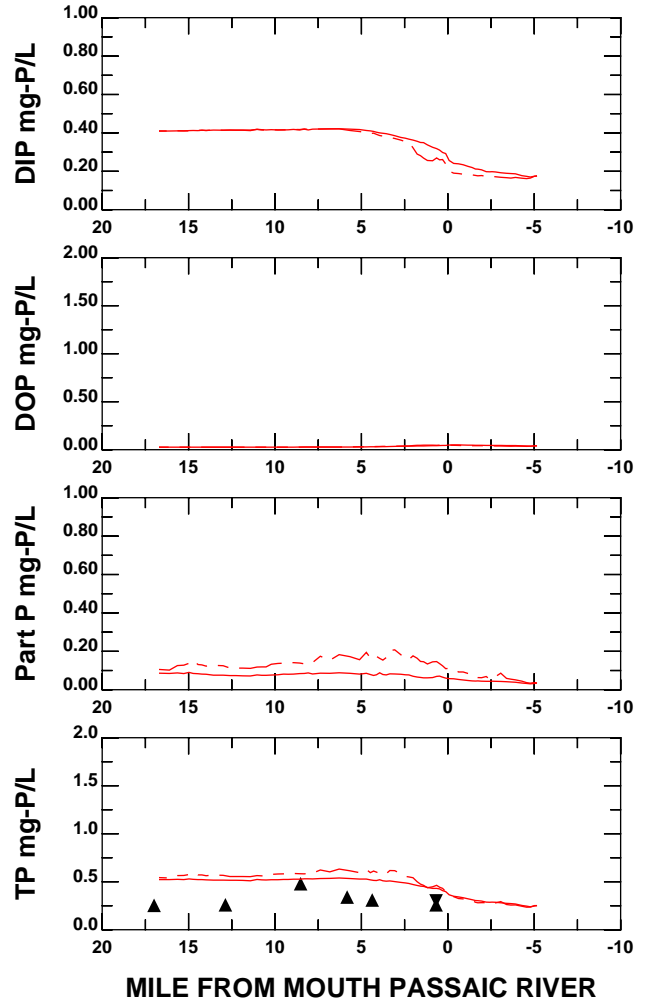 DIP mg-P/L
1.00
0.80
0.60
0.40
0.20
0.00
20 15 10 5 0 -5 -10
DOP mg-P/L
2.00
1.50
1.00
0.50
0.00
20 15 10 5 0 -5 -10
Part P mg-P/L
1.00
0.80
0.60
0.40
0.20
0.00
20 15 10 5 0 -5 -10
TP mg-P/L
2.0
1.5
1.0
0.5
0.0
20 15 10 5 0 -5 -10
MILE FROM MOUTH PASSAIC RIVER